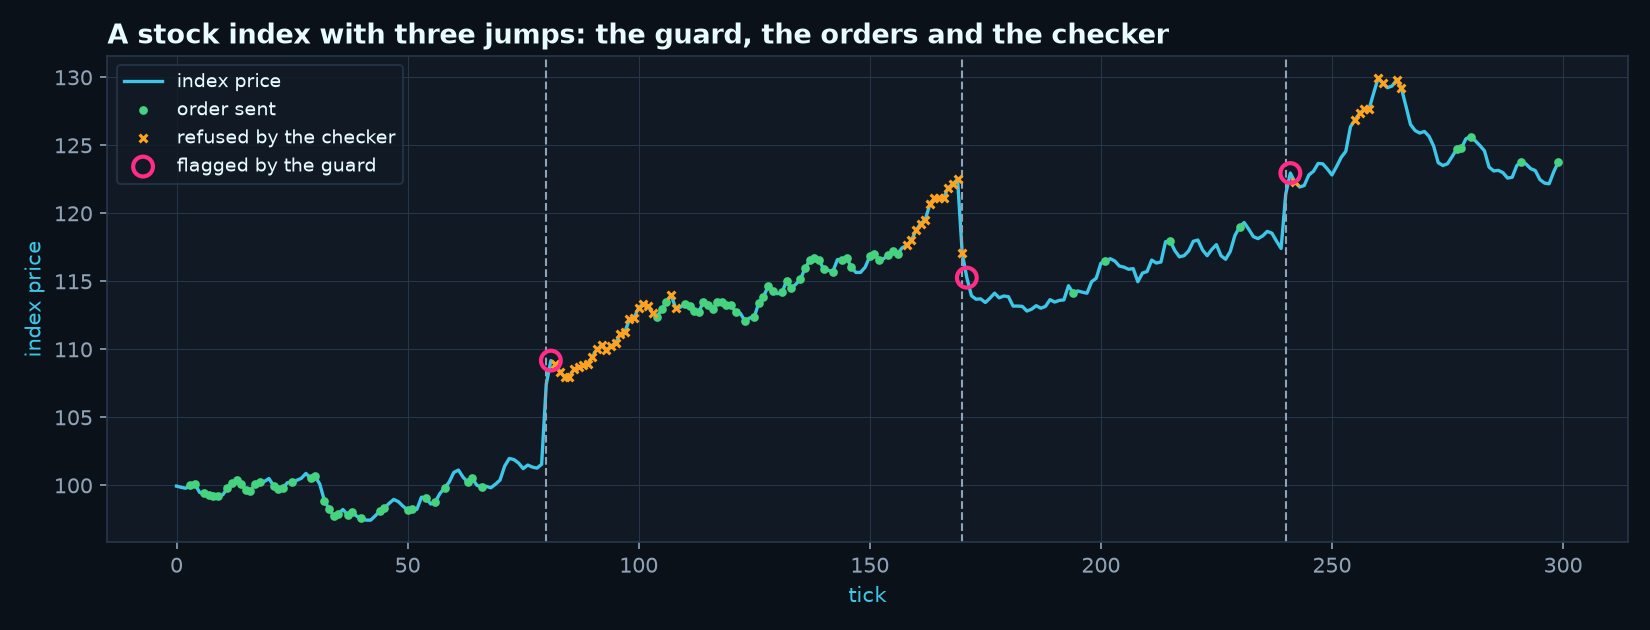 A stock index with three jumps: the guard, the orders and the checker
index price
order sent
refused by the checker
flagged by the guard
130
125
120
115
110
105
100
index price
0 50 100 150 200 250 300
tick